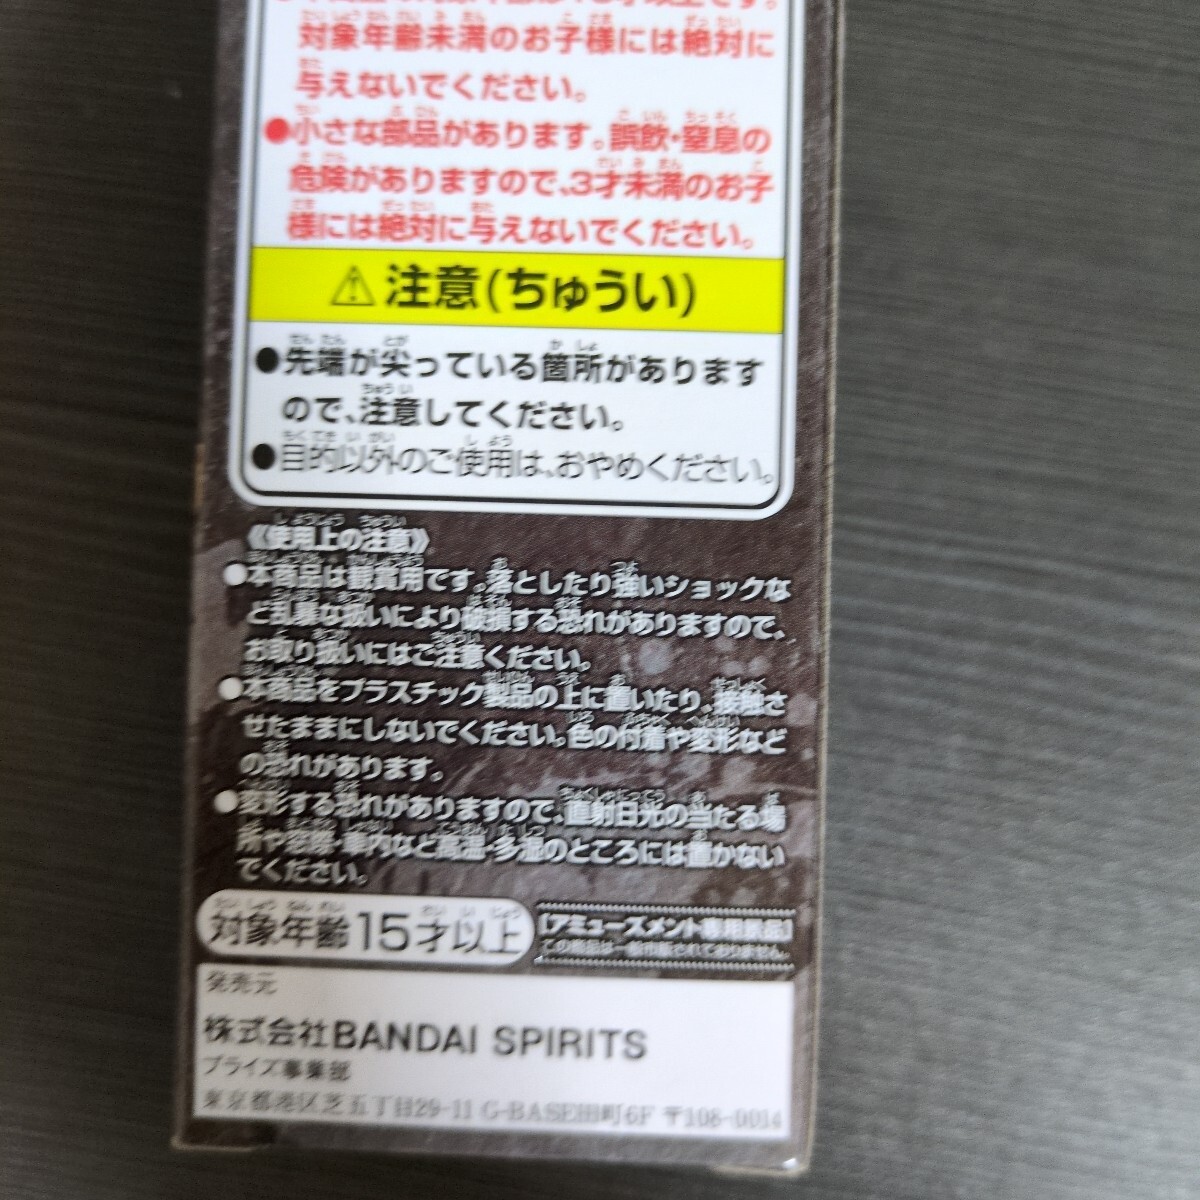 対象年齢未満のお子様には絶対に
与えないでください。
●小さな部品があります。誤飲・窒息の
危険がありますので、3才未満のお子
様には絶対に与えないでください。
⚠注意(ちゅうい)
●先端が尖っている箇所があります
ので、注意してください。
●目的以外のご使用は、おやめください。
《使用上の注意》
●本商品は観賞用です。落としたり強いショックな
ど乱暴な扱いにより破損する恐れがありますので、
お取り扱いにはご注意ください。
●本商品をプラスチック製品の上に置いたり、接触さ
せたままにしないでください。色の付着や変形など
の恐れがあります。
●変形する恐れがありますので、直射日光の当たる場
所や窓際・車内など高温・多湿のところには置かない
でください。
対象年齢15才以上
[アミューズメント専用景品]
この商品は一般市販されておりません。
発売元
株式会社BANDAI SPIRITS
プライズ事業部
東京都港区芝五丁目29-11 G-BASE田町6F 〒108-0014